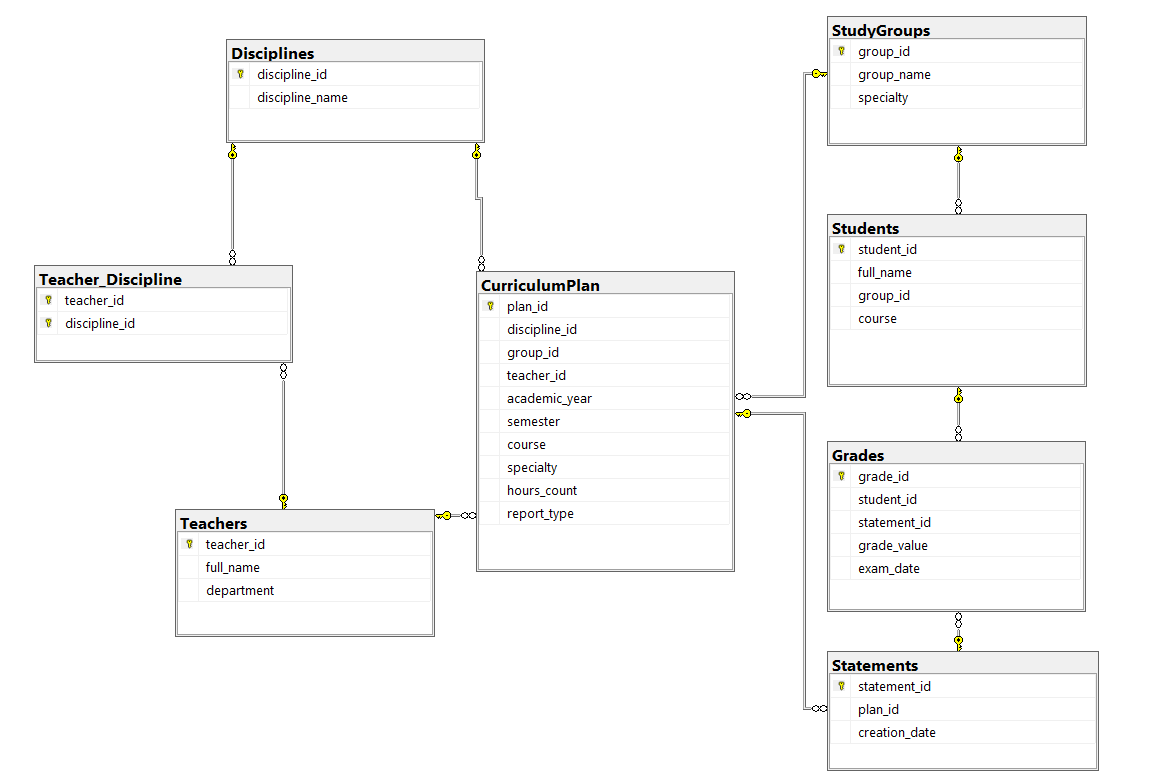 Disciplines
discipline_id
discipline_name
Teacher_Discipline
teacher_id
discipline_id
Teachers
teacher_id
full_name
department
CurriculumPlan
plan_id
discipline_id
group_id
teacher_id
academic_year
semester
course
specialty
hours_count
report_type
StudyGroups
group_id
group_name
specialty
Students
student_id
full_name
group_id
course
Grades
grade_id
student_id
statement_id
grade_value
exam_date
Statements
statement_id
plan_id
creation_date